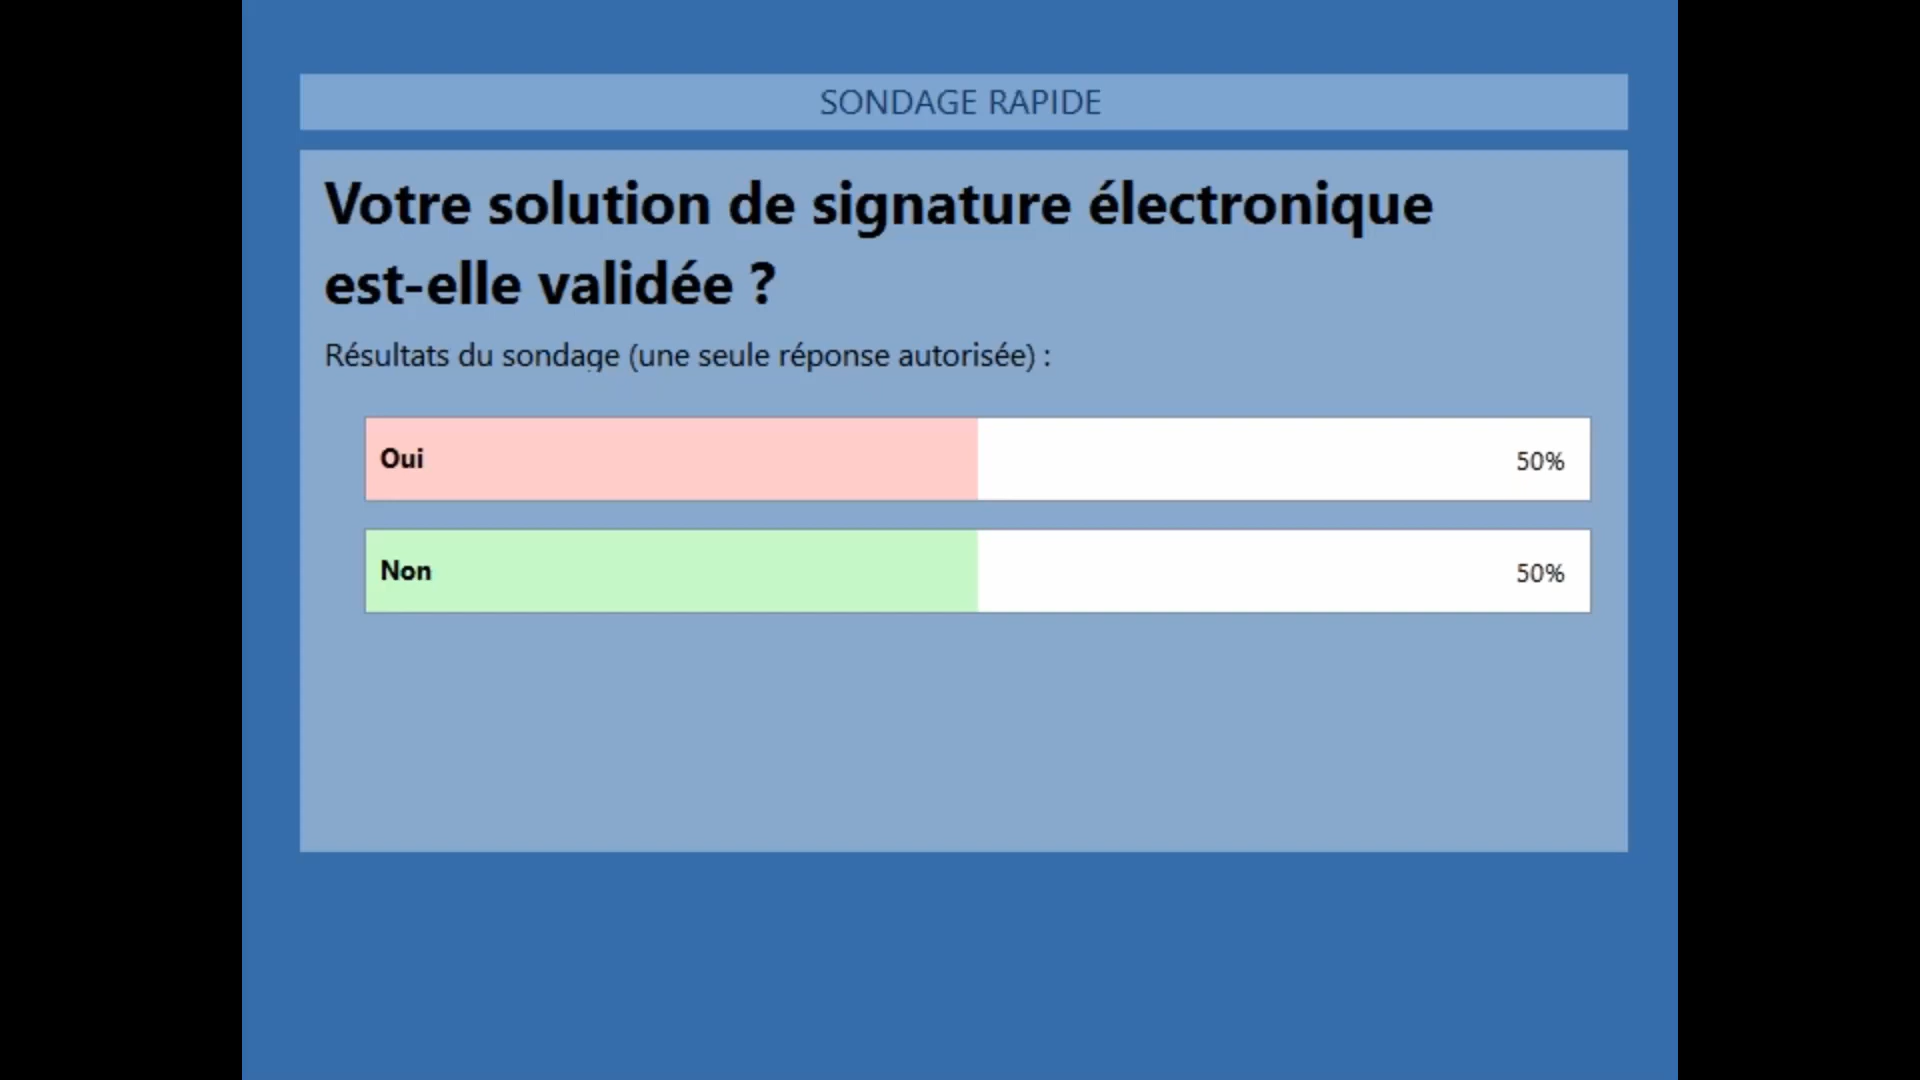 SONDAGE RAPIDE
Votre solution de signature électronique
est-elle validée ?
Résultats du sondage (une seule réponse autorisée) :
Oui 50%
Non 50%